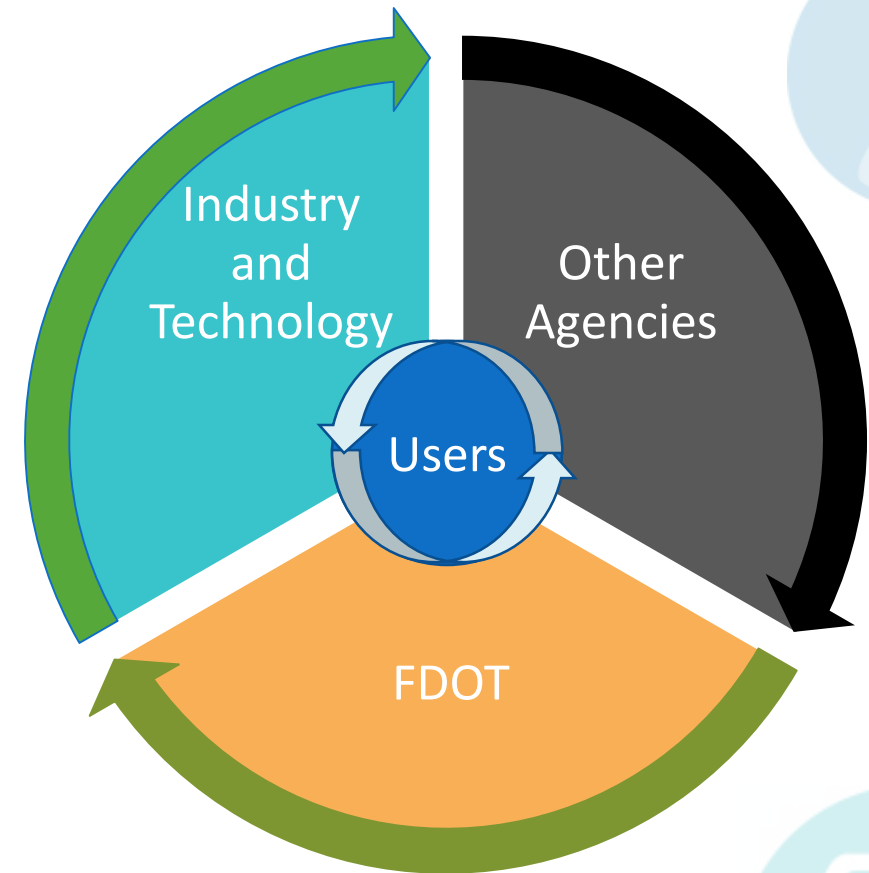 Industry
and
Technology
Other
Agencies
Users
FDOT